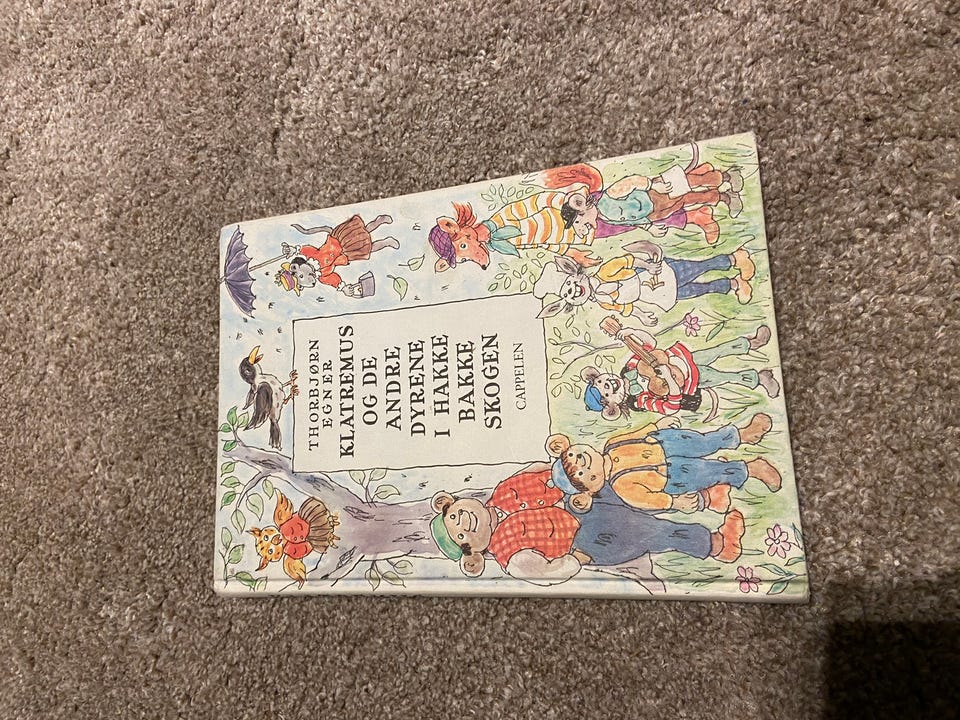 THORBJØRN
EGNER
KLATREMUS
OG DE
ANDRE
DYRENE
I HAKKE
BAKKE
SKOGEN
CAPPELEN